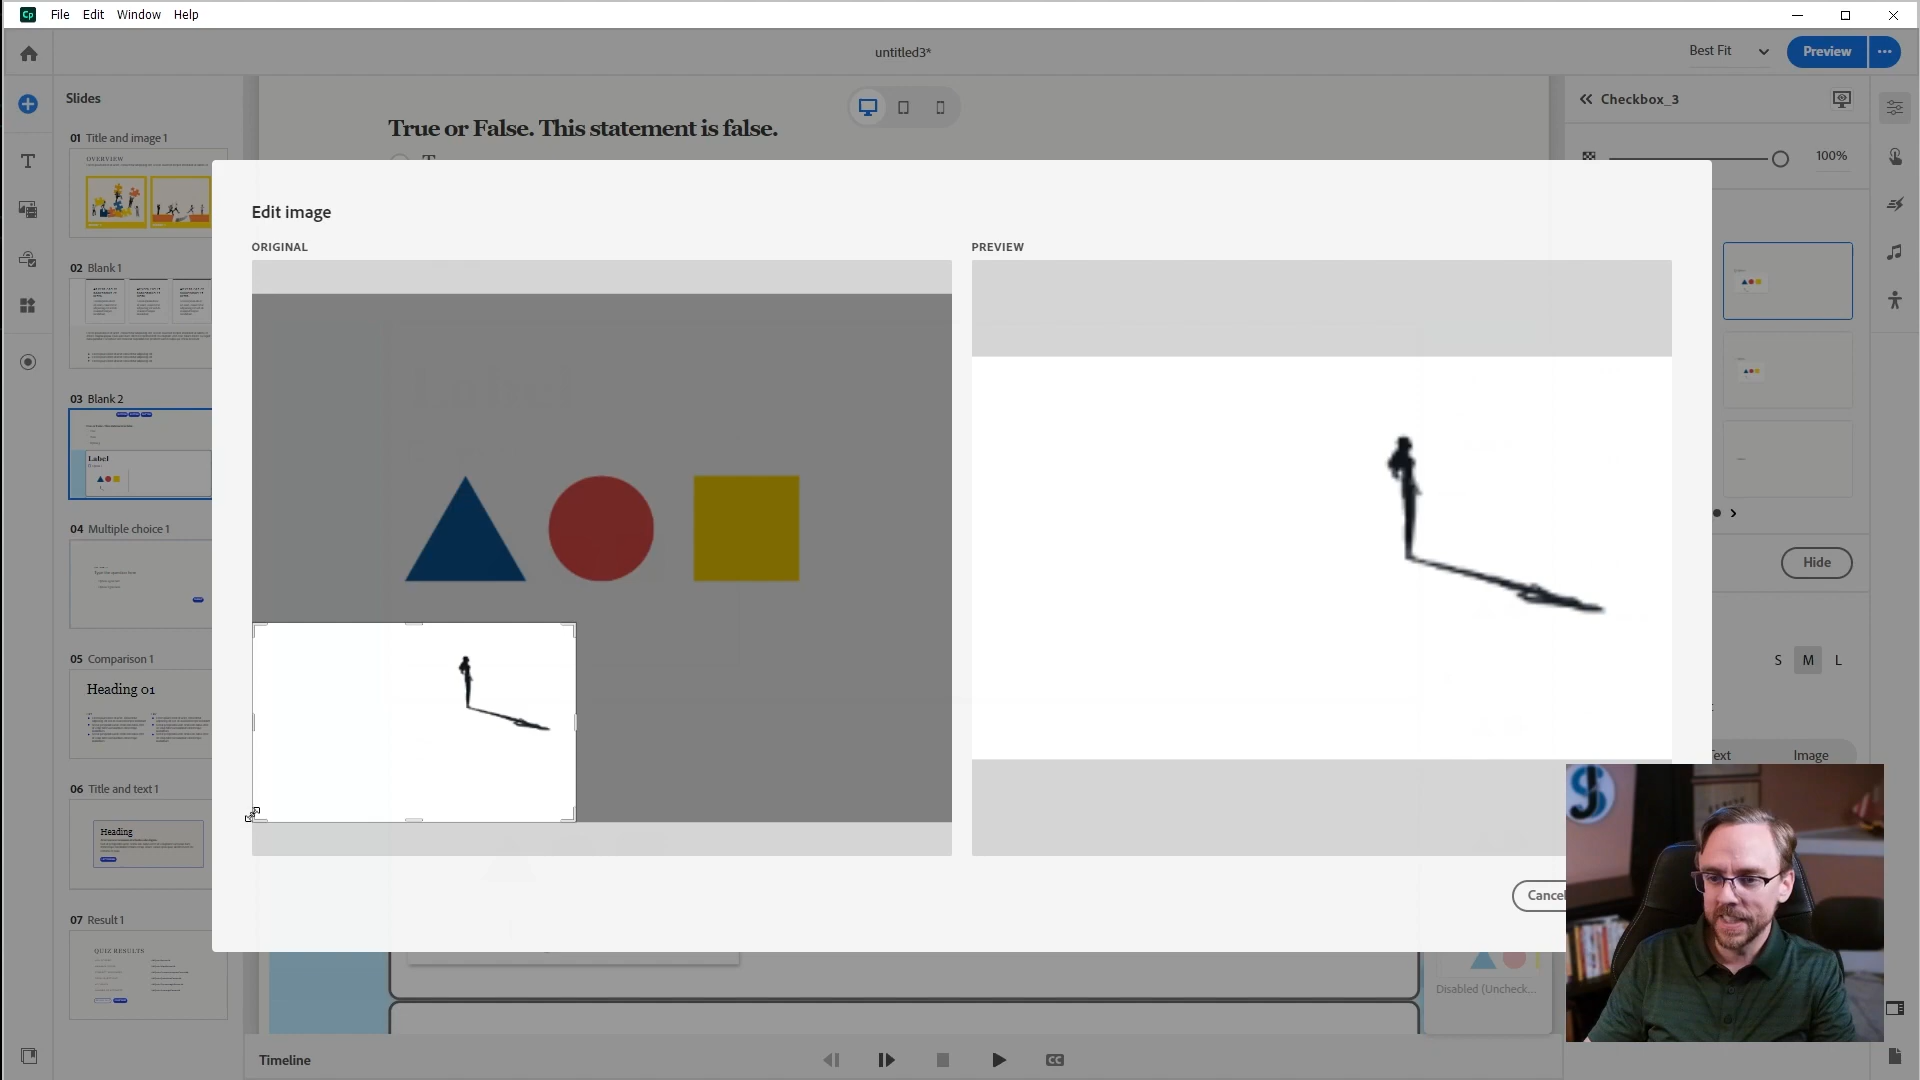 Cp File Edit Window Help
untitled3*
Best Fit
Preview
Slides
Checkbox_3
100%
01 Title and image 1
OVERVIEW
True or False. This statement is false.
Edit image
ORIGINAL
PREVIEW
02 Blank 1
03 Blank 2
Label
Hide
04 Multiple choice 1
S M L
05 Comparison 1
Heading 01
Text Image
06 Title and text 1
Heading
Cancel
07 Result 1
QUIZ RESULTS
Disabled (Uncheck...
Timeline
CC